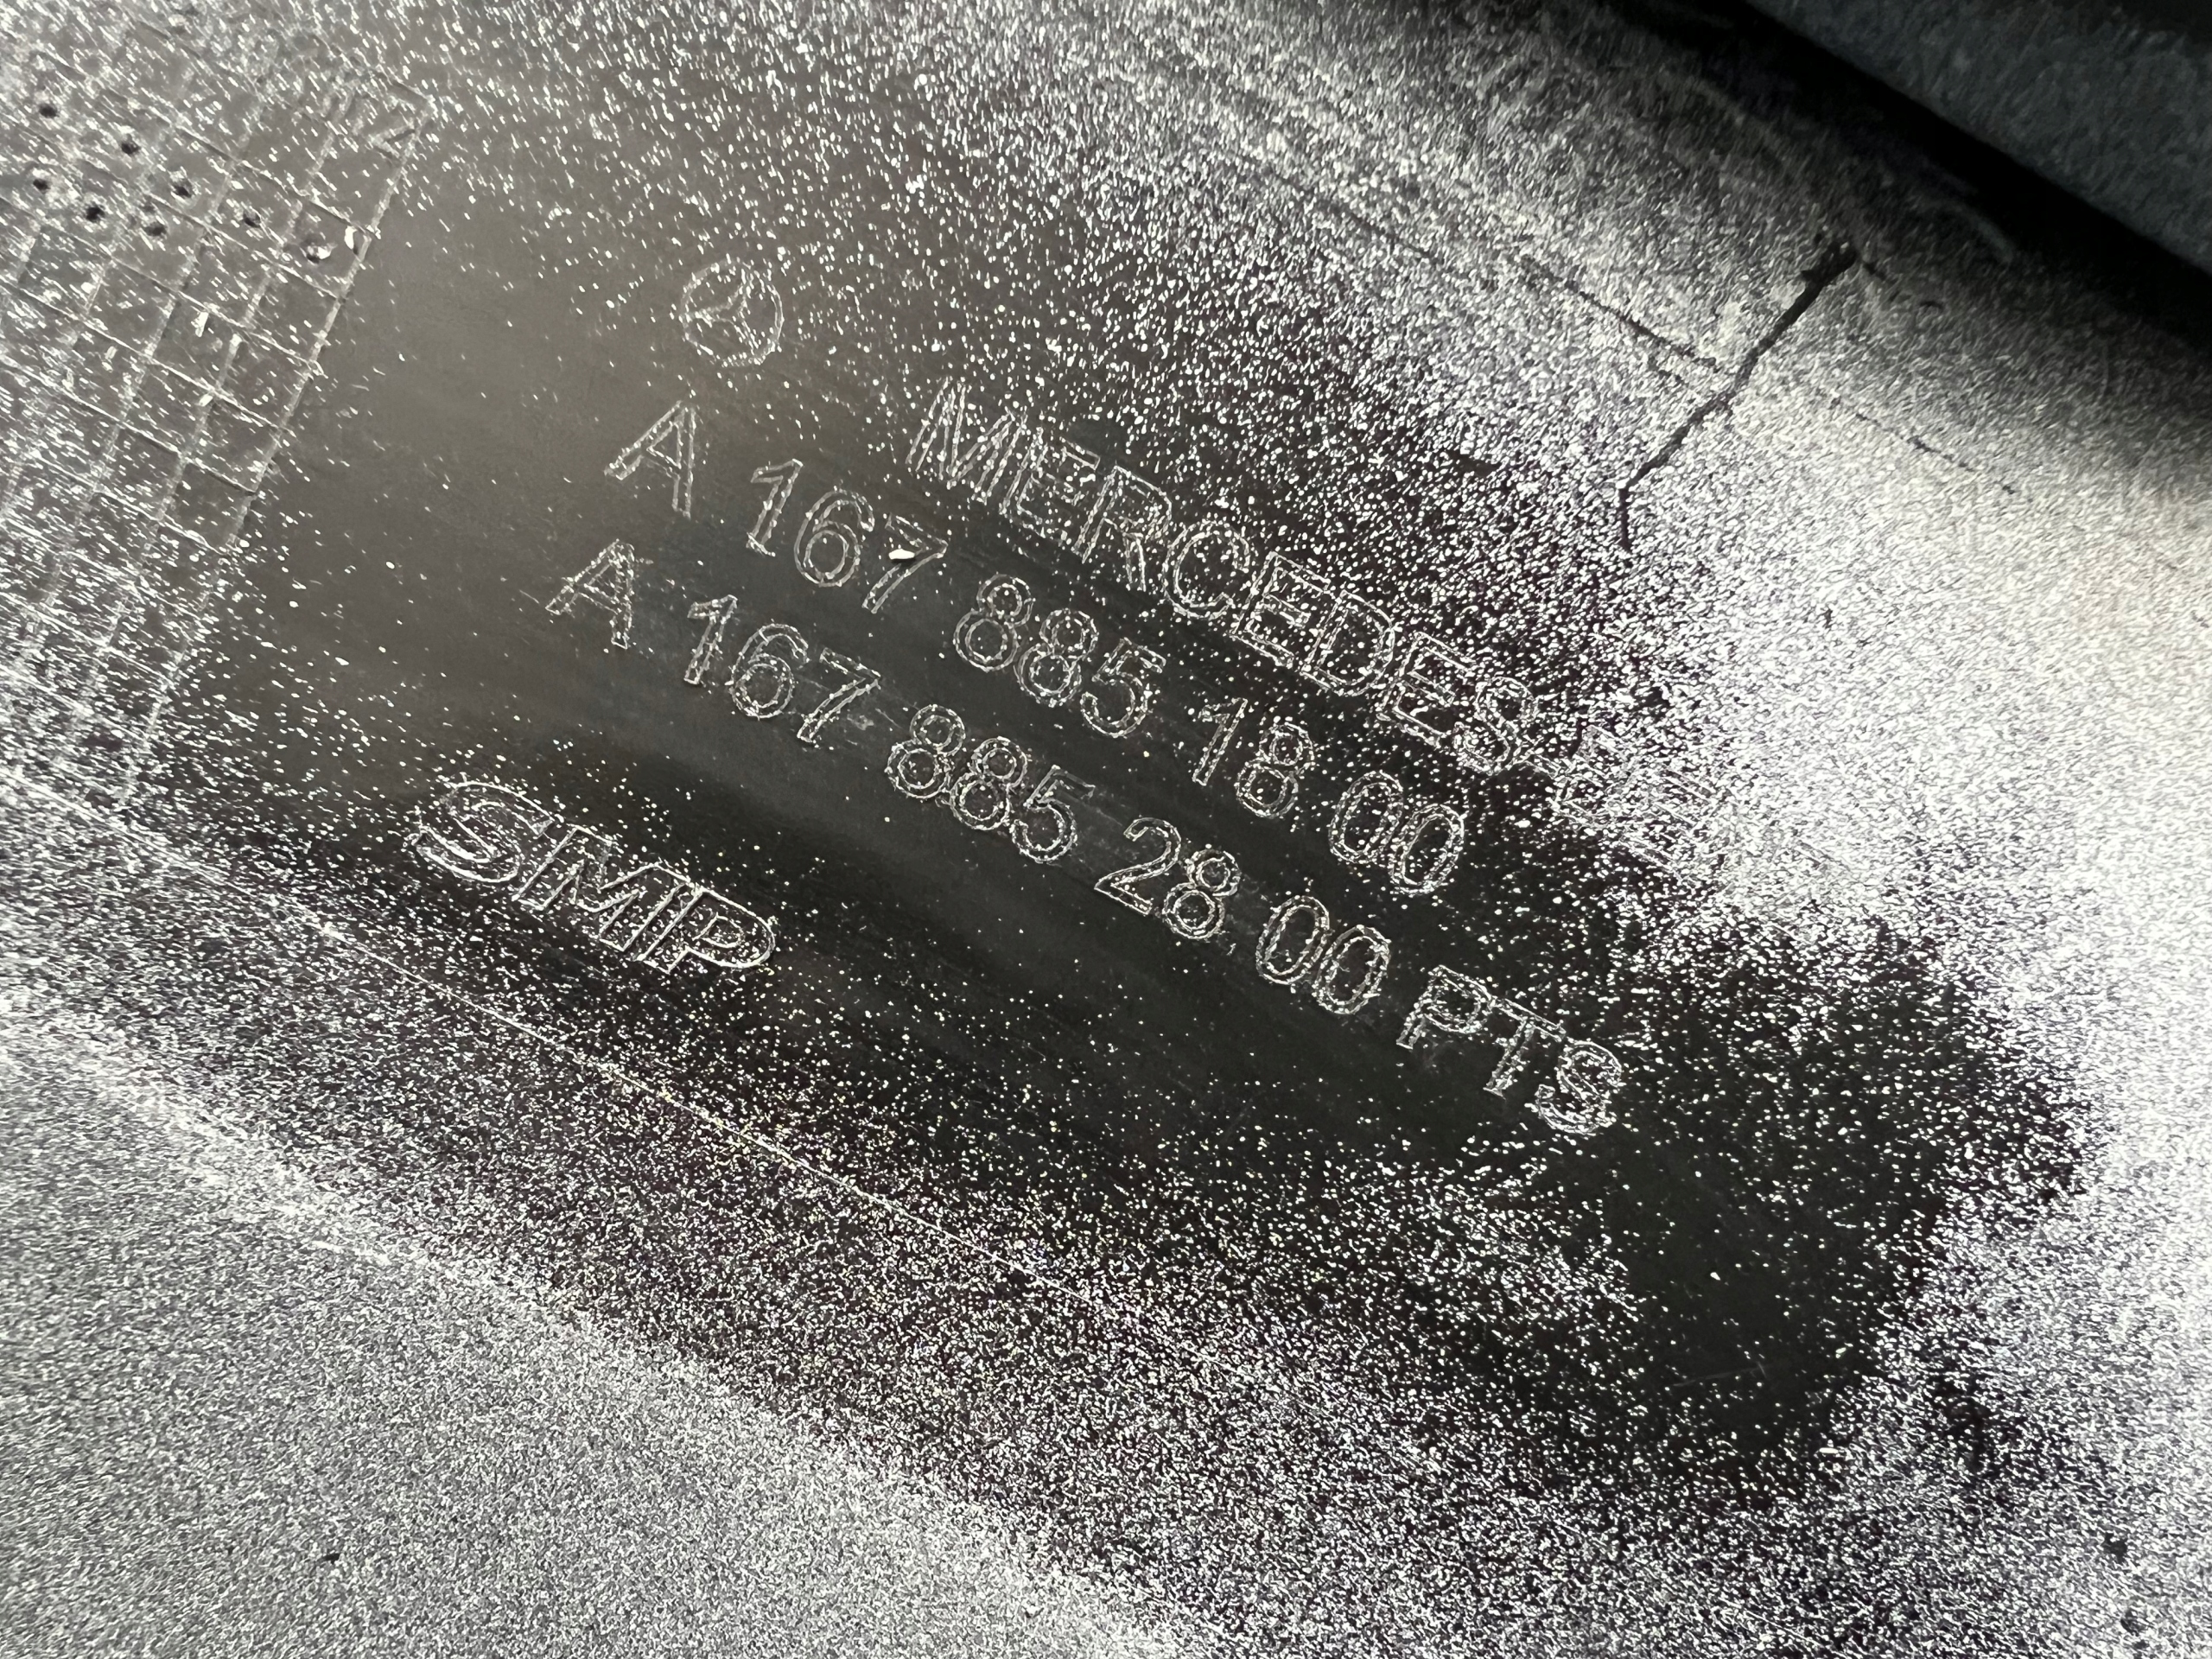 MERCEDES
A 167 885 18 00
A 167 885 28 00 PTS
SMP